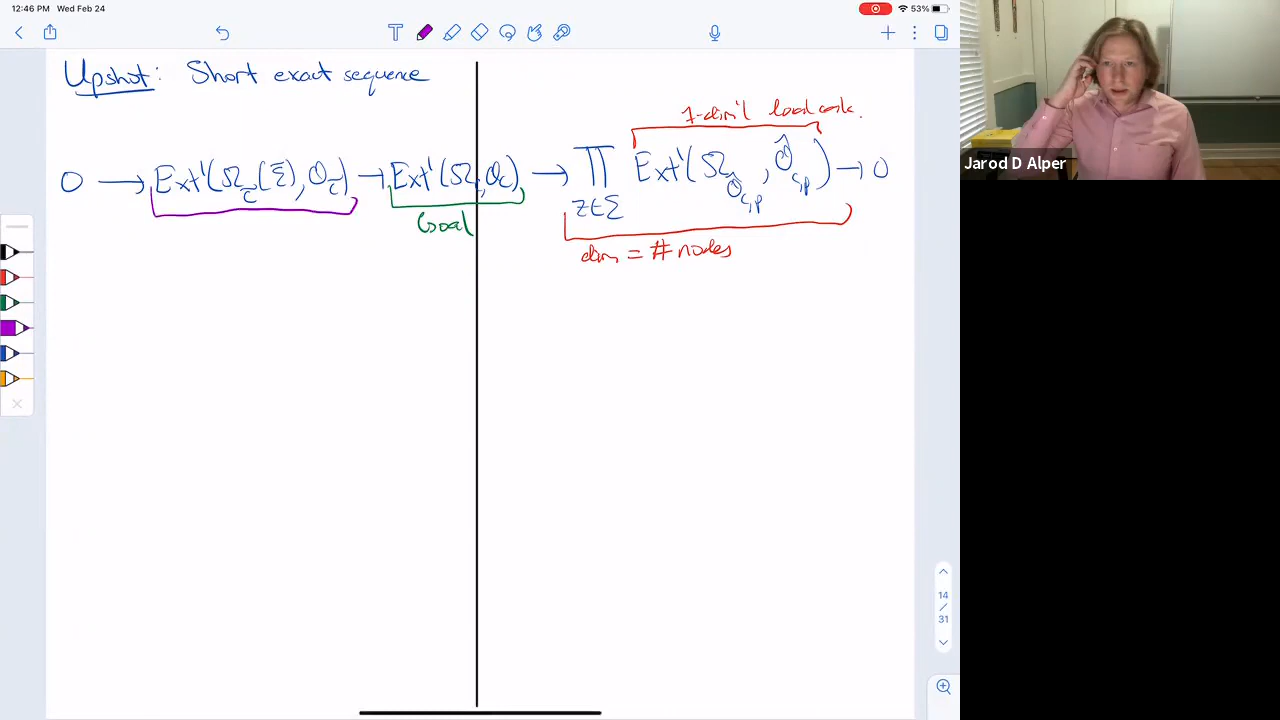 12:46 PM Wed Feb 24
53%
Upshot: Short exact sequence
1-dim'l local calc.
0 → Ext¹(Ω_C̃(Σ), O_C̃) → Ext¹(Ω_C, O_C) → ∏_{z∈Σ} Ext¹(Ω_{Ô_{C,p}}, Ô_{C,p}) → 0
Goal
dim = # nodes
Jarod D Alper
14
/
31